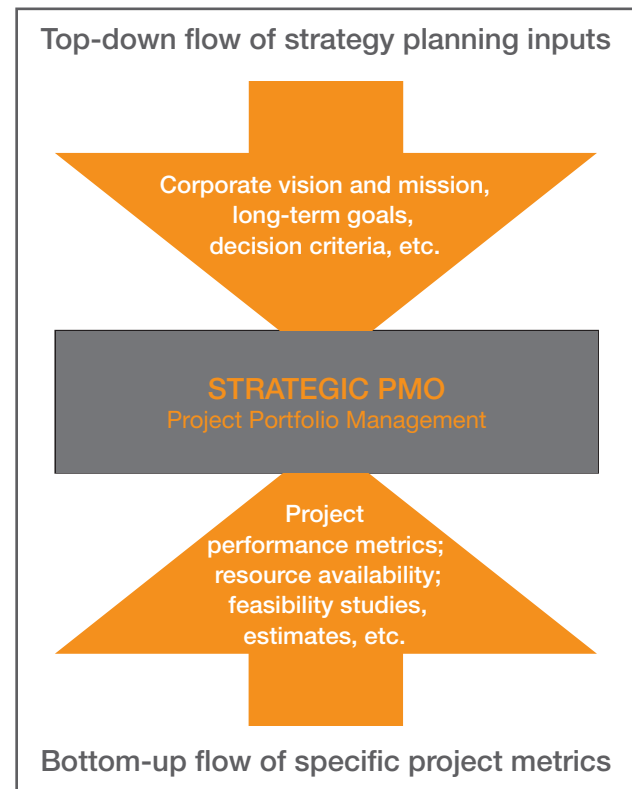 Top-down flow of strategy planning inputs
Corporate vision and mission,
long-term goals,
decision criteria, etc.
STRATEGIC PMO
Project Portfolio Management
Project
performance metrics;
resource availability;
feasibility studies,
estimates, etc.
Bottom-up flow of specific project metrics